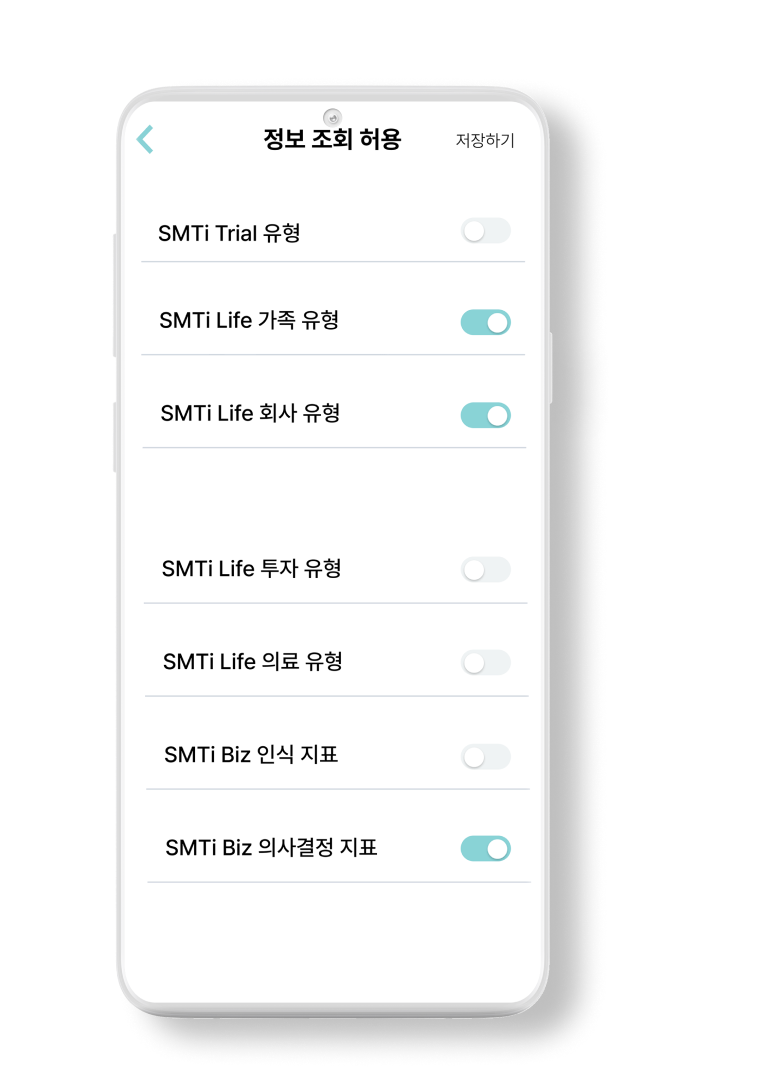 정보 조회 허용 저장하기
SMTi Trial 유형
SMTi Life 가족 유형
SMTi Life 회사 유형
SMTi Life 투자 유형
SMTi Life 의료 유형
SMTi Biz 인식 지표
SMTi Biz 의사결정 지표